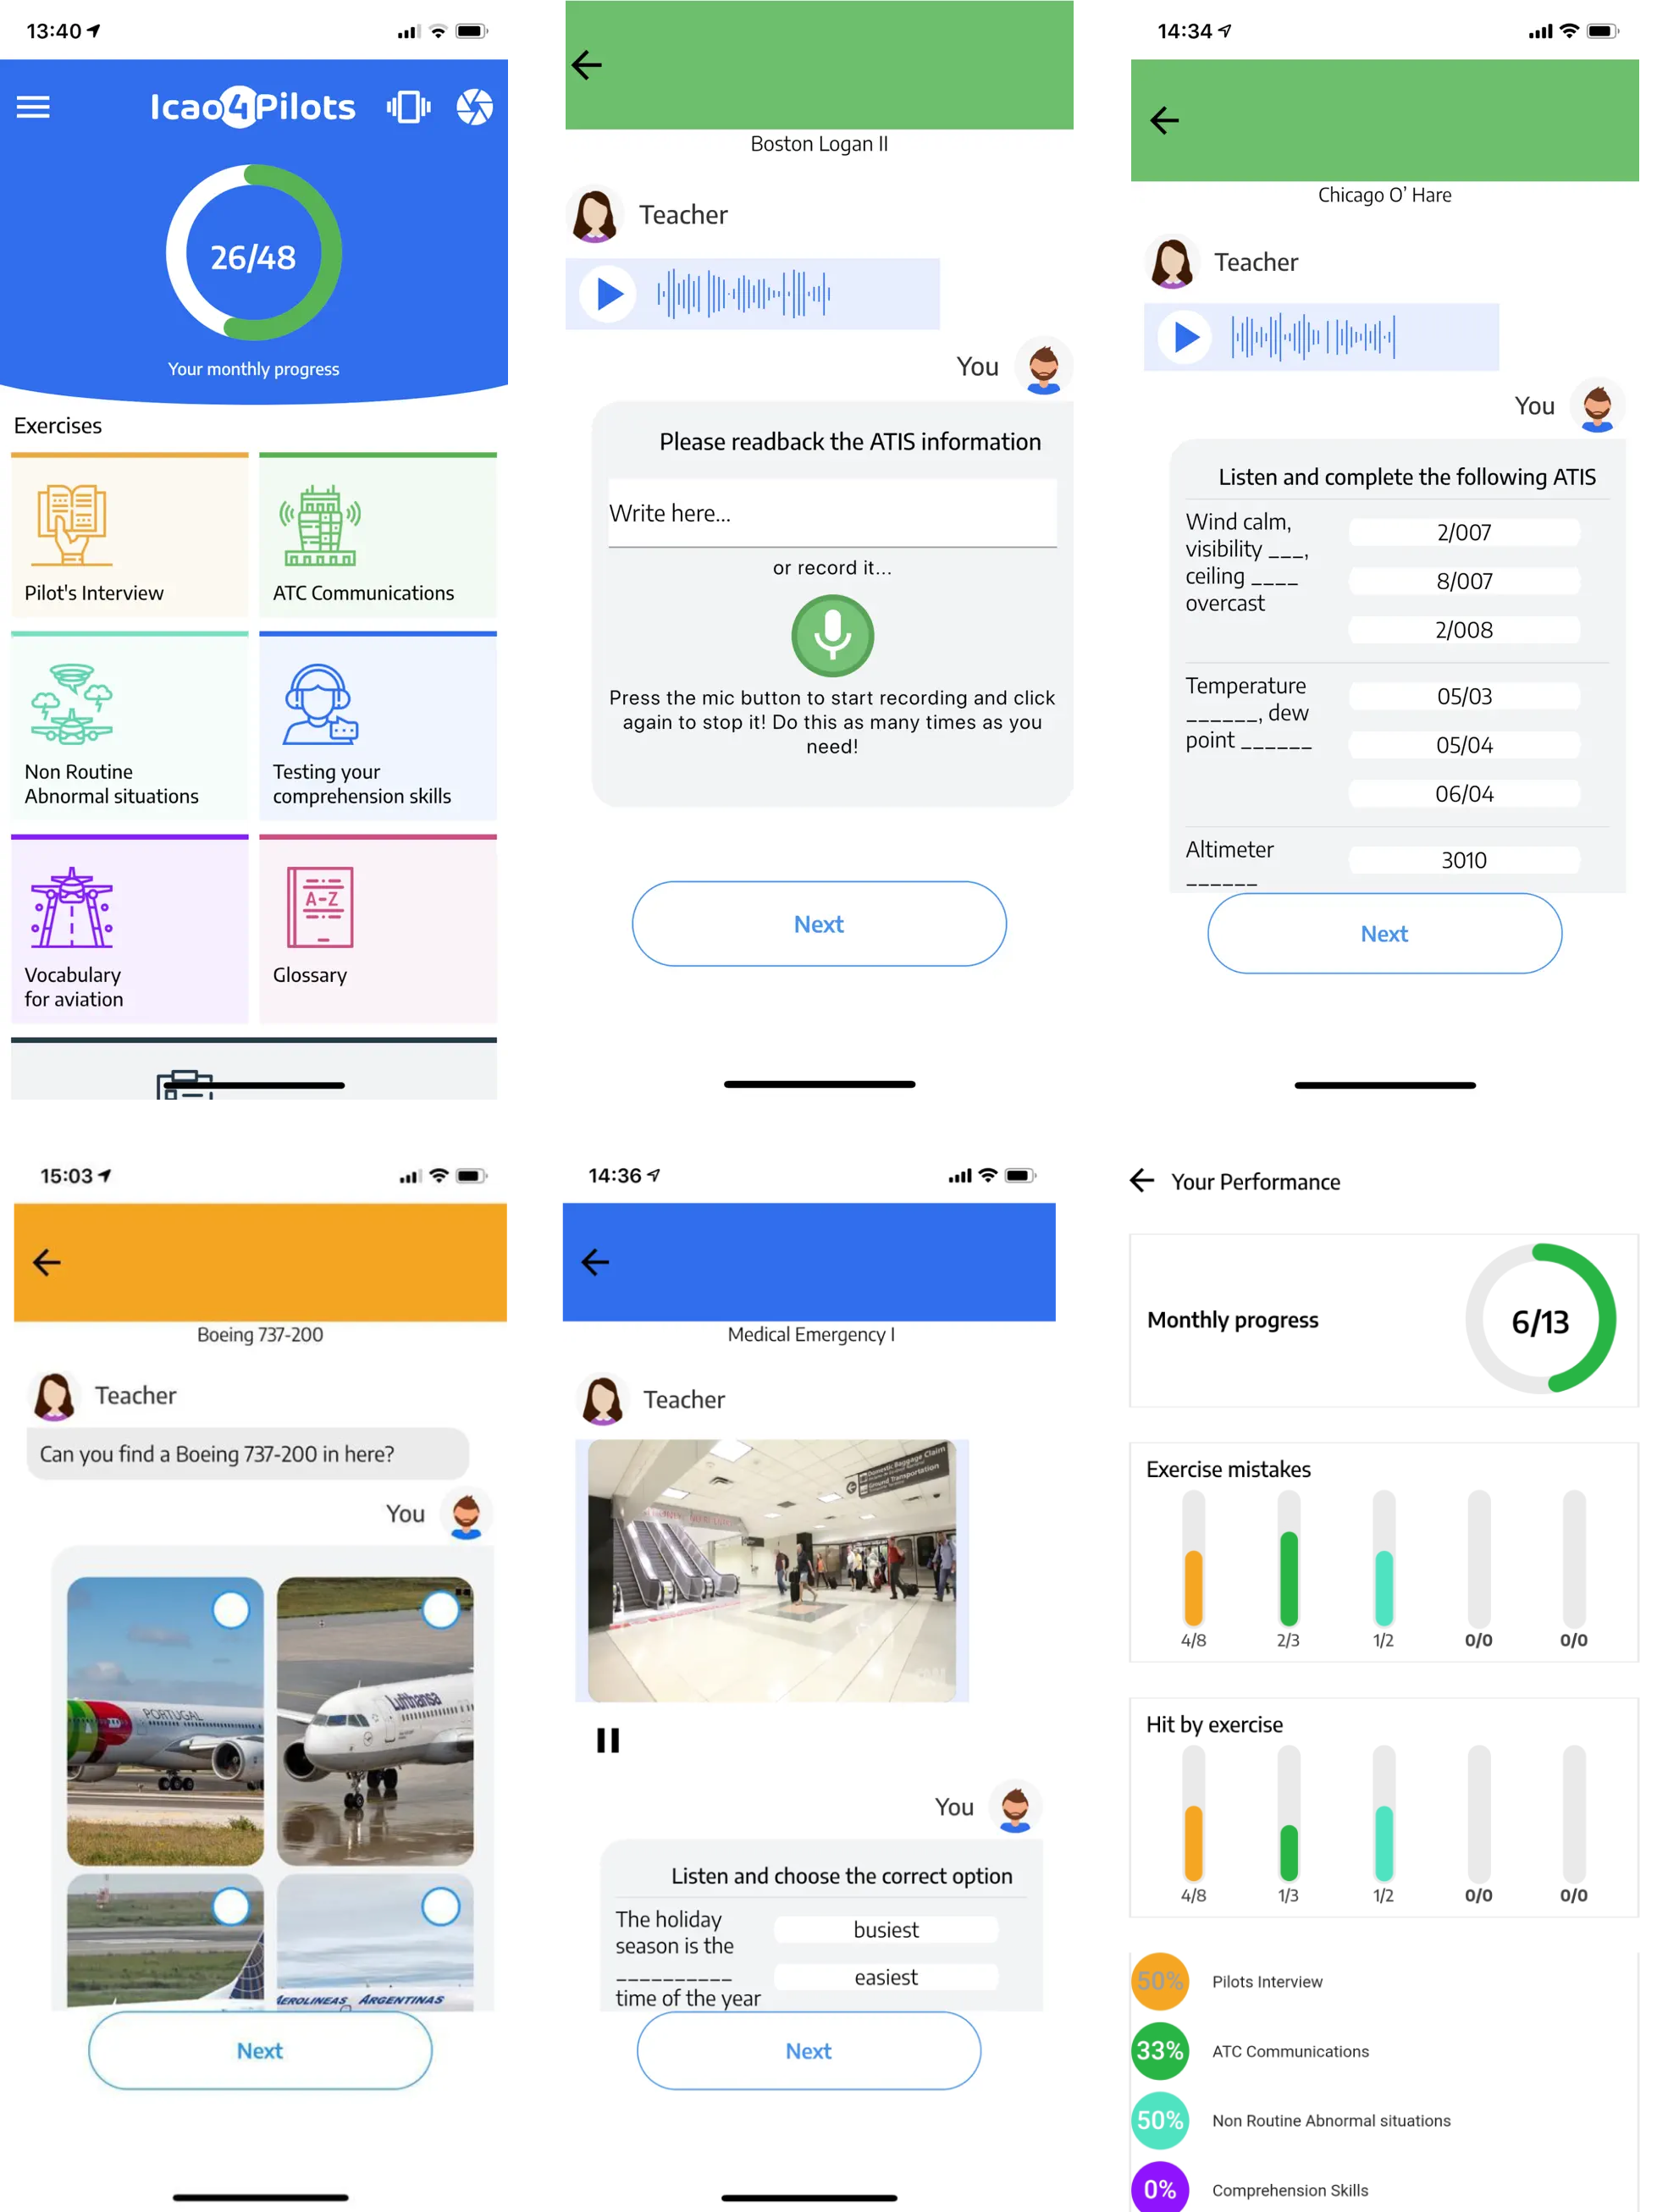 13:40
Icao4Pilots
26/48
Your monthly progress
Exercises
Pilot's Interview
ATC Communications
Non Routine
Abnormal situations
Testing your
comprehension skills
Vocabulary
for aviation
A-Z
Glossary
Boston Logan II
Teacher
You
Please readback the ATIS information
Write here...
or record it...
Press the mic button to start recording and click
again to stop it! Do this as many times as you
need!
Next
14:34
Chicago O' Hare
Teacher
You
Listen and complete the following ATIS
Wind calm,
visibility ___,
ceiling ____
overcast
2/007
8/007
2/008
Temperature
______, dew
point ______
05/03
05/04
06/04
Altimeter
______
3010
Next
15:03
Boeing 737-200
Teacher
Can you find a Boeing 737-200 in here?
You
PORTUGAL
Lufthansa
AEROLINEAS ARGENTINAS
Next
14:36
Medical Emergency I
Teacher
Domestic Baggage Claim
Ground Transportation
You
Listen and choose the correct option
The holiday
season is the
__________
time of the year
busiest
easiest
Next
Your Performance
Monthly progress
6/13
Exercise mistakes
4/8
2/3
1/2
0/0
0/0
Hit by exercise
4/8
1/3
1/2
0/0
0/0
50%
Pilots Interview
33%
ATC Communications
50%
Non Routine Abnormal situations
0%
Comprehension Skills